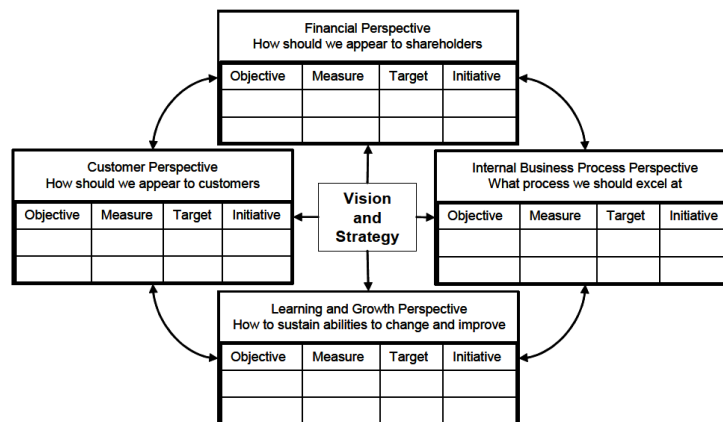 Financial Perspective
How should we appear to shareholders
Objective Measure Target Initiative
Customer Perspective
How should we appear to customers
Objective Measure Target Initiative
Vision
and
Strategy
Internal Business Process Perspective
What process we should excel at
Objective Measure Target Initiative
Learning and Growth Perspective
How to sustain abilities to change and improve
Objective Measure Target Initiative